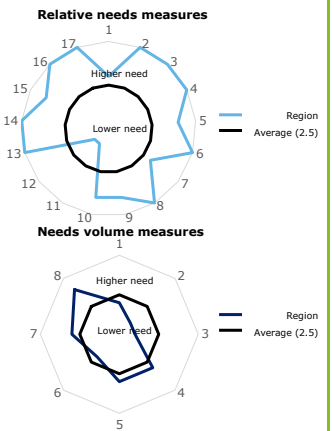 Relative needs measures
1
2
3
4
5
6
7
8
9
10
11
12
13
14
15
16
17
Higher need
Lower need
Region
Average (2.5)
Needs volume measures
1
2
3
4
5
6
7
8
Higher need
Lower need
Region
Average (2.5)